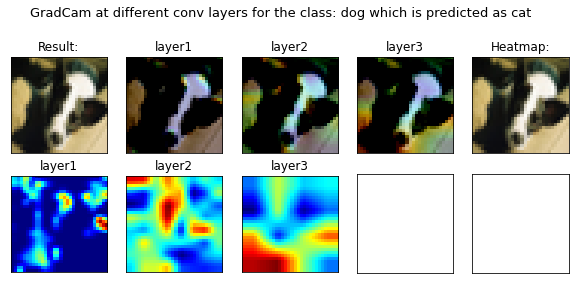 GradCam at different conv layers for the class: dog which is predicted as cat
Result:
layer1
layer2
layer3
Heatmap:
layer1
layer2
layer3